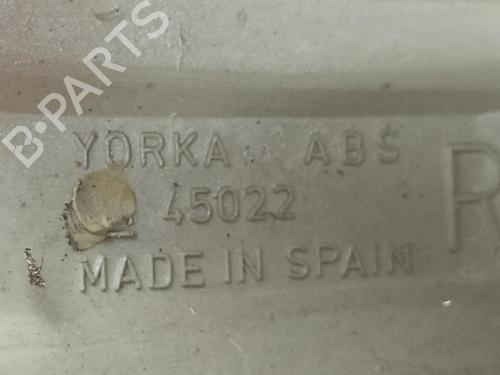 B-PARTS
YORKA ABS
45022
R
MADE IN SPAIN